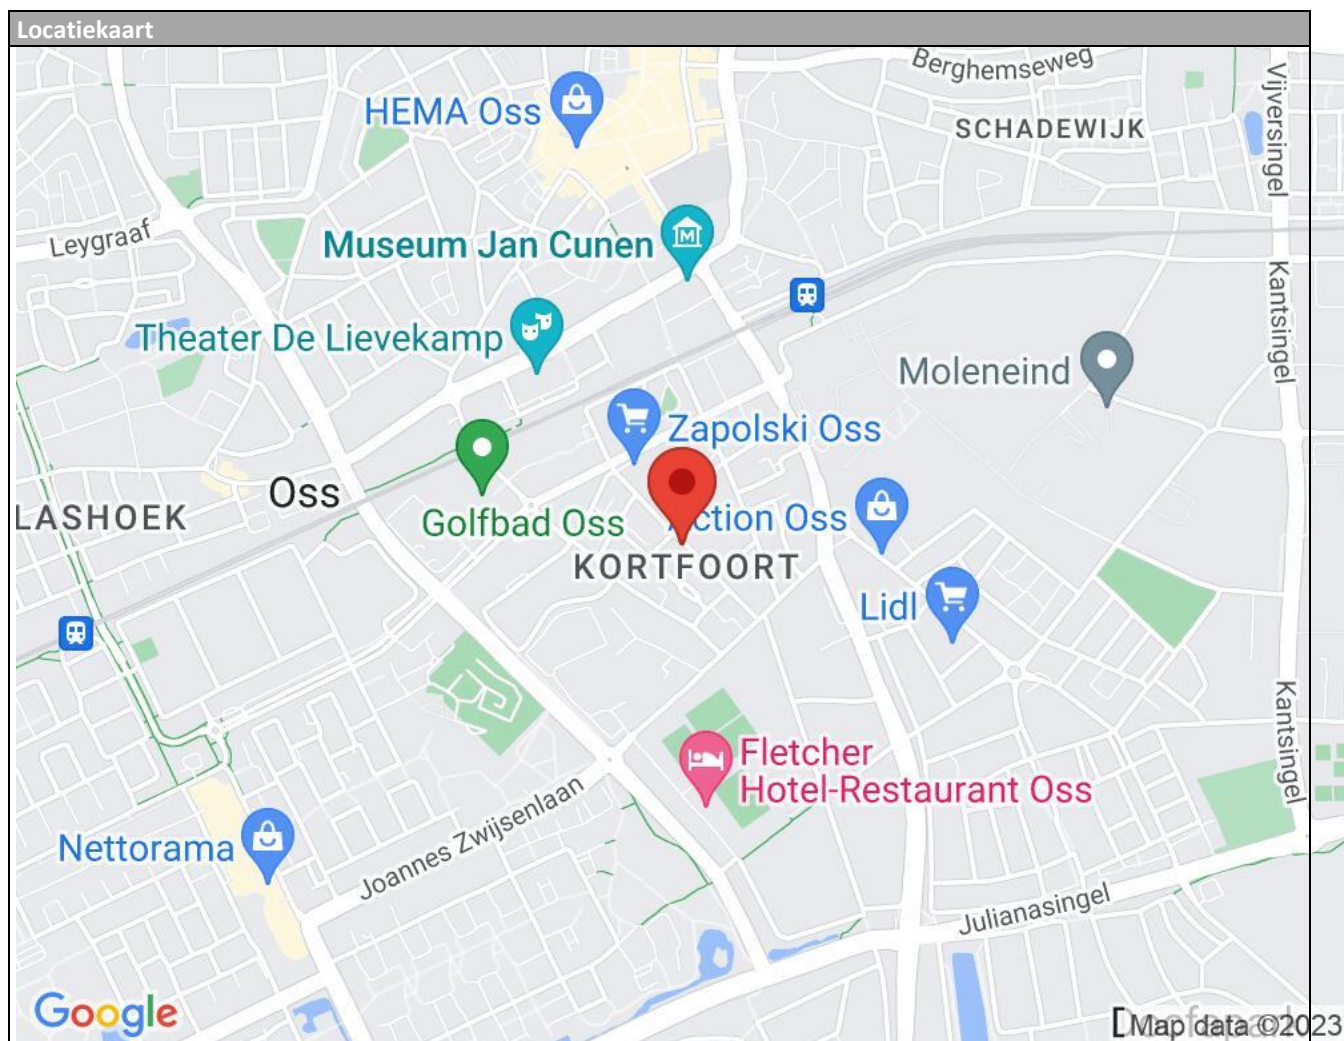 Locatiekaart
Berghemseweg
HEMA Oss
SCHADEWIJK
Vijversingel
Leygraaf
Museum Jan Cunen
Kantsingel
Theater De Lievekamp
Moleneind
Zapolski Oss
Oss
LASHOEK
Golfbad Oss
ction Oss
KORTFOORT
Lidl
Kantsingel
Fletcher
Hotel-Restaurant Oss
Nettorama
Joannes Zwijsenlaan
Julianasingel
Google
Map data ©2023